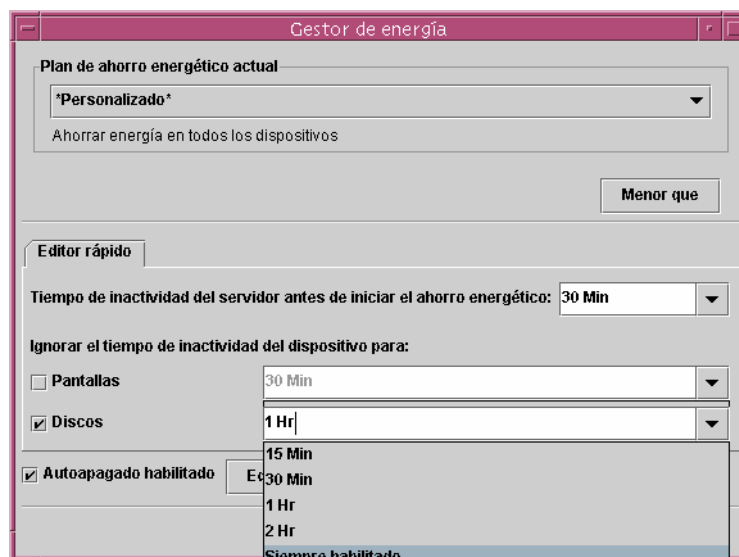 Gestor de energía
Plan de ahorro energético actual
*Personalizado*
Ahorrar energía en todos los dispositivos
Menor que
Editor rápido
Tiempo de inactividad del servidor antes de iniciar el ahorro energético: 30 Min
Ignorar el tiempo de inactividad del dispositivo para:
Pantallas 30 Min
Discos 1 Hr
15 Min
Autoapagado habilitado
30 Min
1 Hr
2 Hr
Siempre habilitado